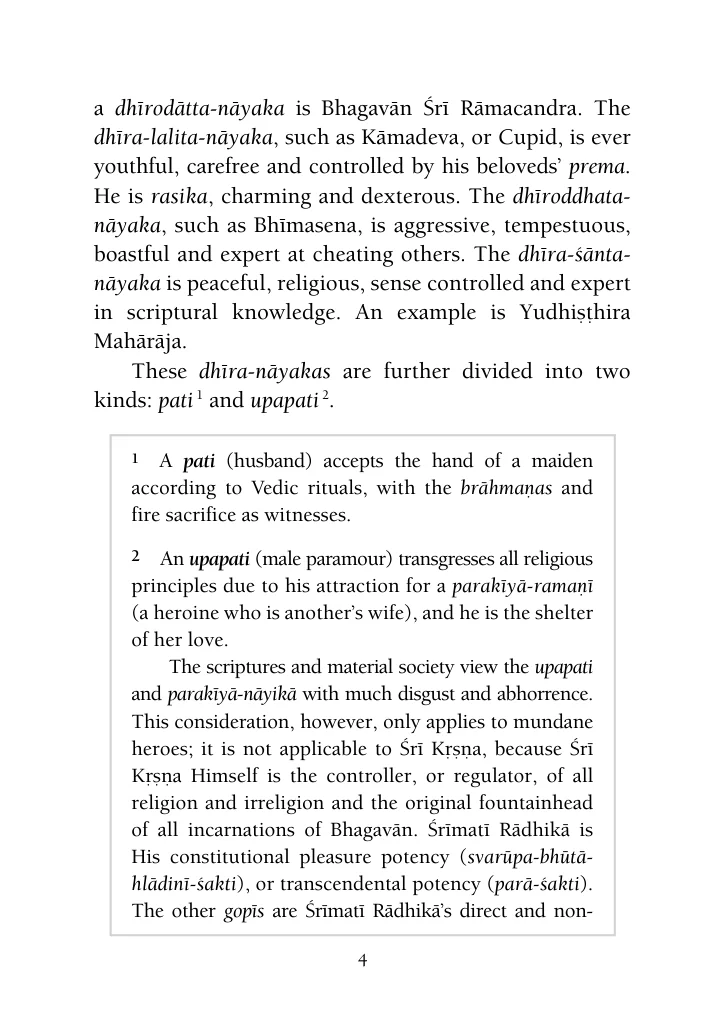 a dhīrodātta-nāyaka is Bhagavān Śrī Rāmacandra. The
dhīra-lalita-nāyaka, such as Kāmadeva, or Cupid, is ever
youthful, carefree and controlled by his beloveds’ prema.
He is rasika, charming and dexterous. The dhīroddhata-
nāyaka, such as Bhīmasena, is aggressive, tempestuous,
boastful and expert at cheating others. The dhīra-śānta-
nāyaka is peaceful, religious, sense controlled and expert
in scriptural knowledge. An example is Yudhiṣṭhira
Mahārāja.
These dhīra-nāyakas are further divided into two
kinds: pati 1 and upapati 2.
1 A pati (husband) accepts the hand of a maiden
according to Vedic rituals, with the brāhmaṇas and
fire sacrifice as witnesses.
2 An upapati (male paramour) transgresses all religious
principles due to his attraction for a parakīyā-ramaṇī
(a heroine who is another’s wife), and he is the shelter
of her love.
The scriptures and material society view the upapati
and parakīyā-nāyikā with much disgust and abhorrence.
This consideration, however, only applies to mundane
heroes; it is not applicable to Śrī Kṛṣṇa, because Śrī
Kṛṣṇa Himself is the controller, or regulator, of all
religion and irreligion and the original fountainhead
of all incarnations of Bhagavān. Śrīmatī Rādhikā is
His constitutional pleasure potency (svarūpa-bhūtā-
hlādinī-śakti), or transcendental potency (parā-śakti).
The other gopīs are Śrīmatī Rādhikā’s direct and non-
4